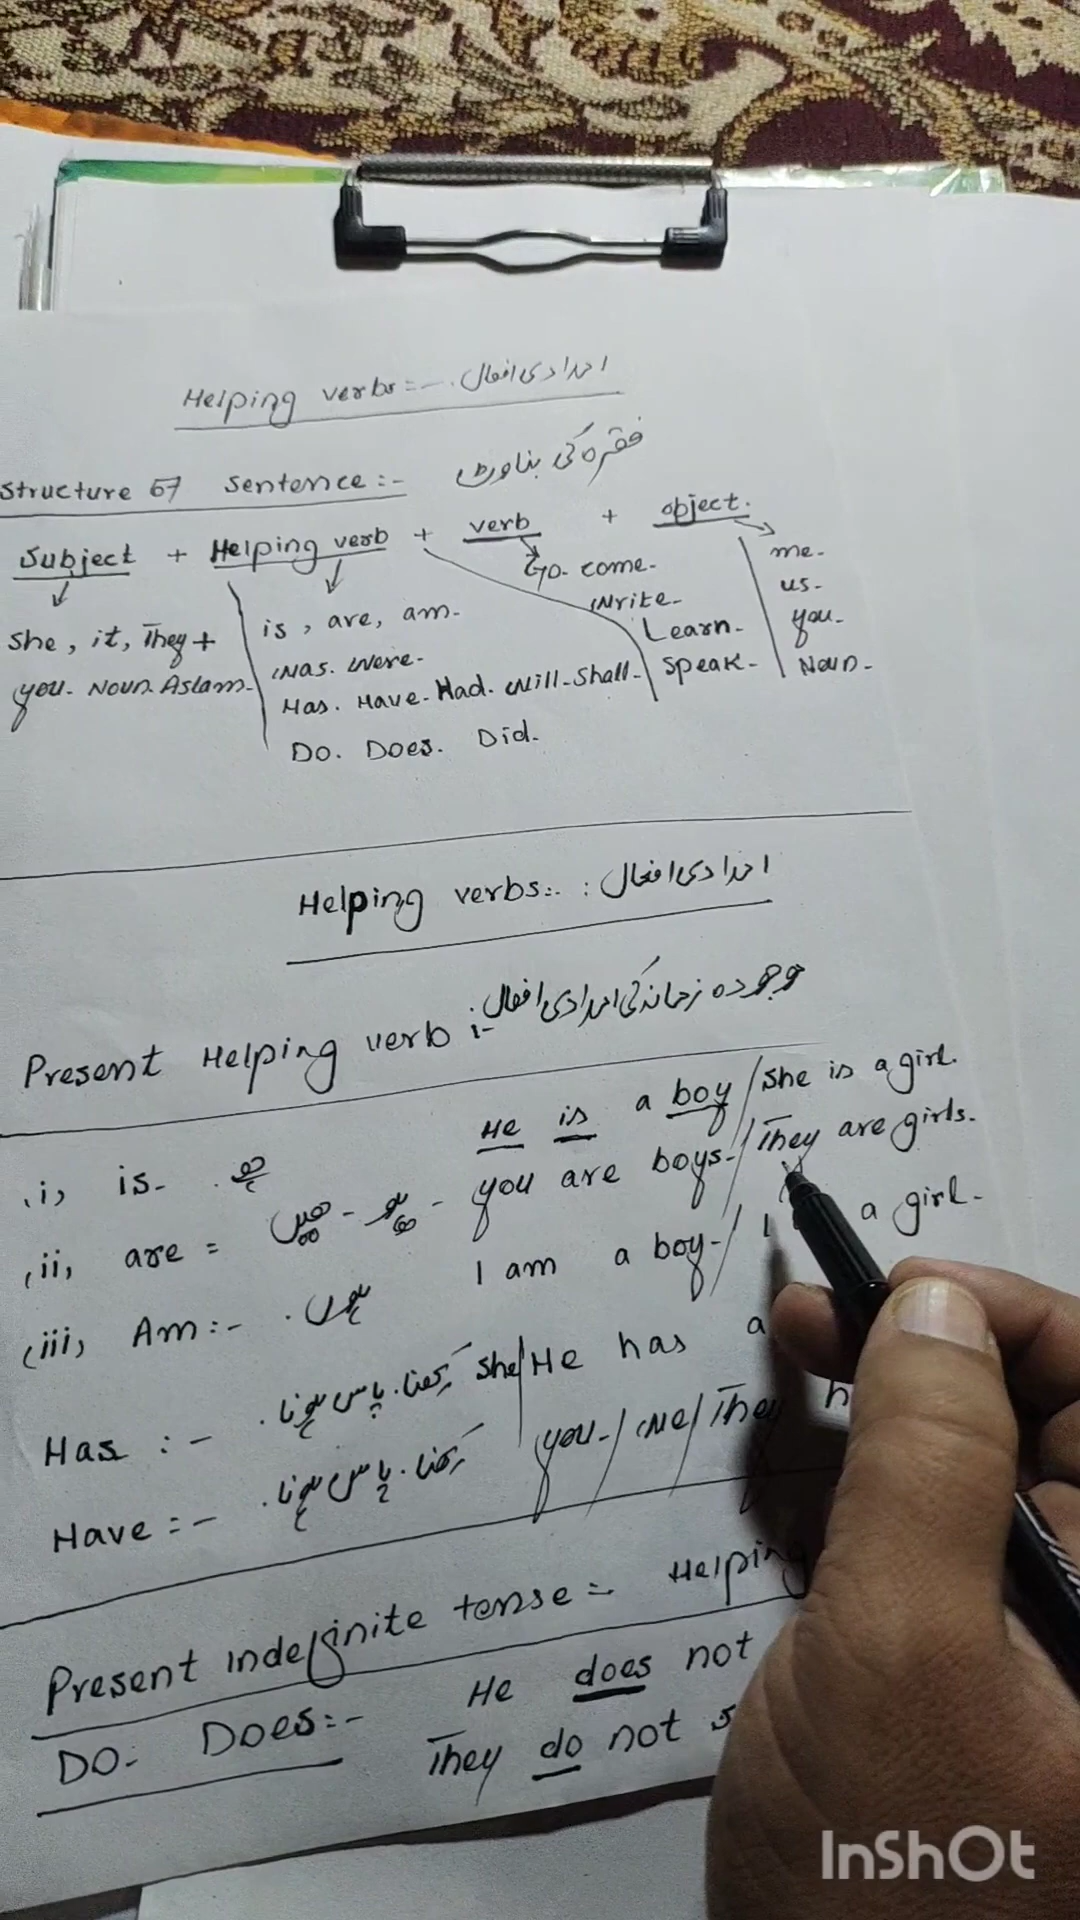 Helping verbs :- امدادی افعال
Structure of Sentence :- فقرہ کی بناوٹ
Subject + Helping verb + verb + object.
She, it, They +
you. Noun. Aslam.
is, are, am.
Was. Were.
Has. Have. Had. Will. Shall.
Do. Does. Did.
Go. come.
Write.
Learn.
Speak.
me.
us.
you.
Noun.
Helping verbs :. : امدادی افعال
Present Helping verb :- موجودہ زمانہ کی امدادی افعال
(i) is. ہے He is a boy / She is a girl.
(ii) are = ہیں - ہو - you are boys. / They are girls.
(iii) Am :- ہوں. I am a boy. / I a girl.
Has :- رکھنا. پاس ہونا. She/He has a
Have :- رکھنا. پاس ہونا. you. / We / They h
Present indefinite tense = Helping
Do. Does :- He does not
They do not s
InShOt